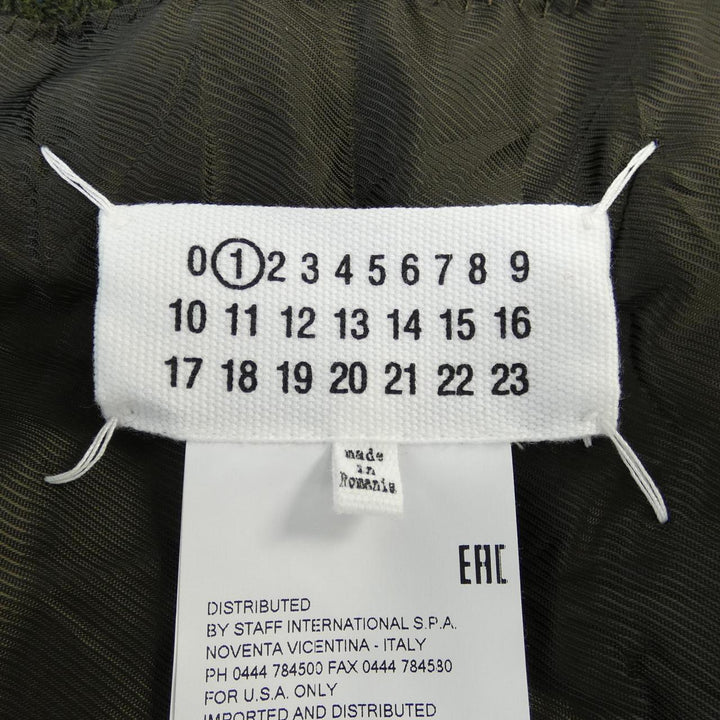 0 1 2 3 4 5 6 7 8 9
10 11 12 13 14 15 16
17 18 19 20 21 22 23
made
in
Romania
EAC
DISTRIBUTED
BY STAFF INTERNATIONAL S.P.A.
NOVENTA VICENTINA - ITALY
PH 0444 784500 FAX 0444 784580
FOR U.S.A. ONLY
IMPORTED AND DISTRIBUTED